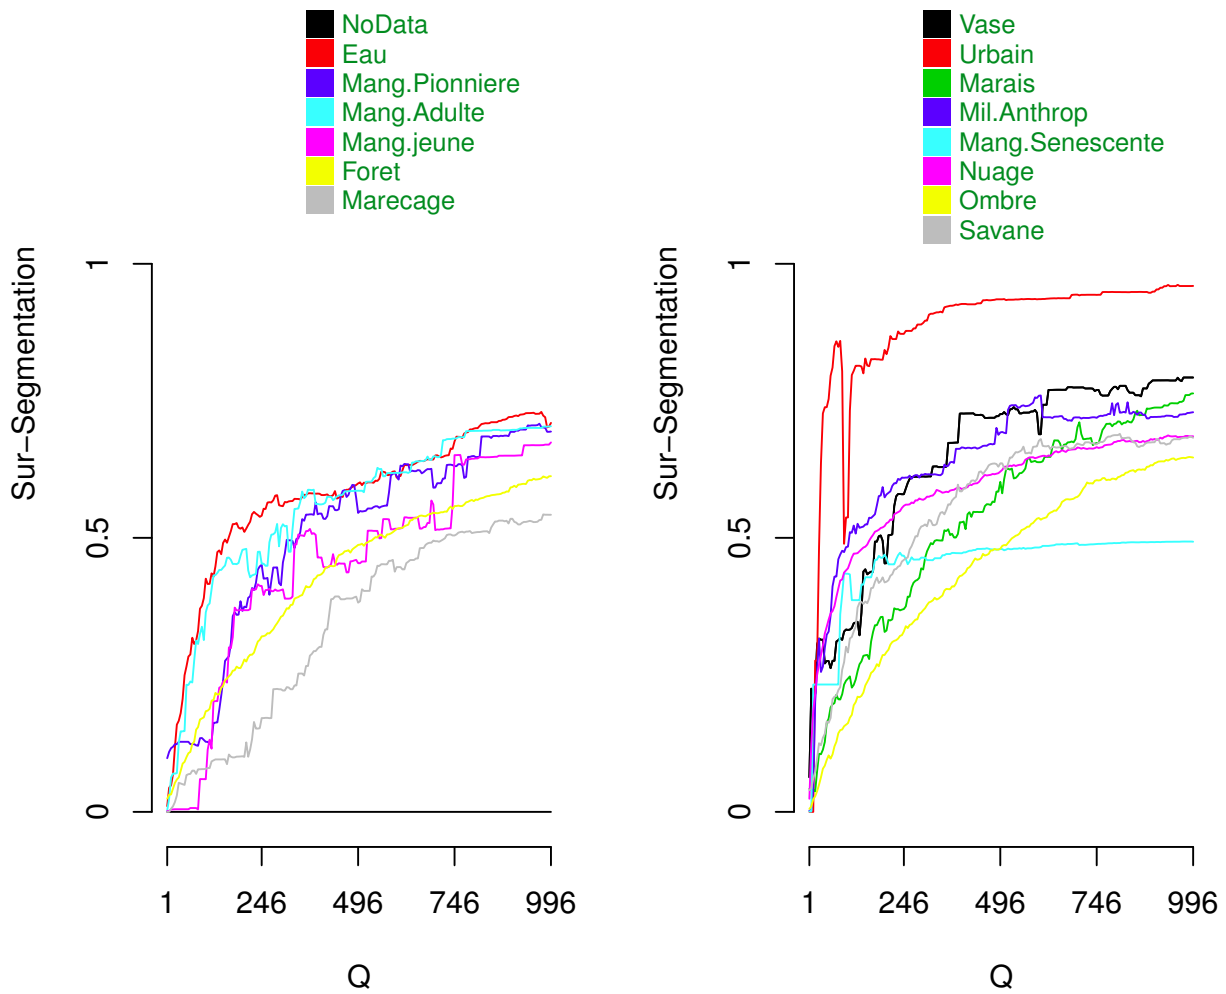 NoData
Eau
Mang.Pionniere
Mang.Adulte
Mang.jeune
Foret
Marecage
Sur−Segmentation
1
0.5
0
1 246 496 746 996
Q
Vase
Urbain
Marais
Mil.Anthrop
Mang.Senescente
Nuage
Ombre
Savane
Sur−Segmentation
1
0.5
0
1 246 496 746 996
Q